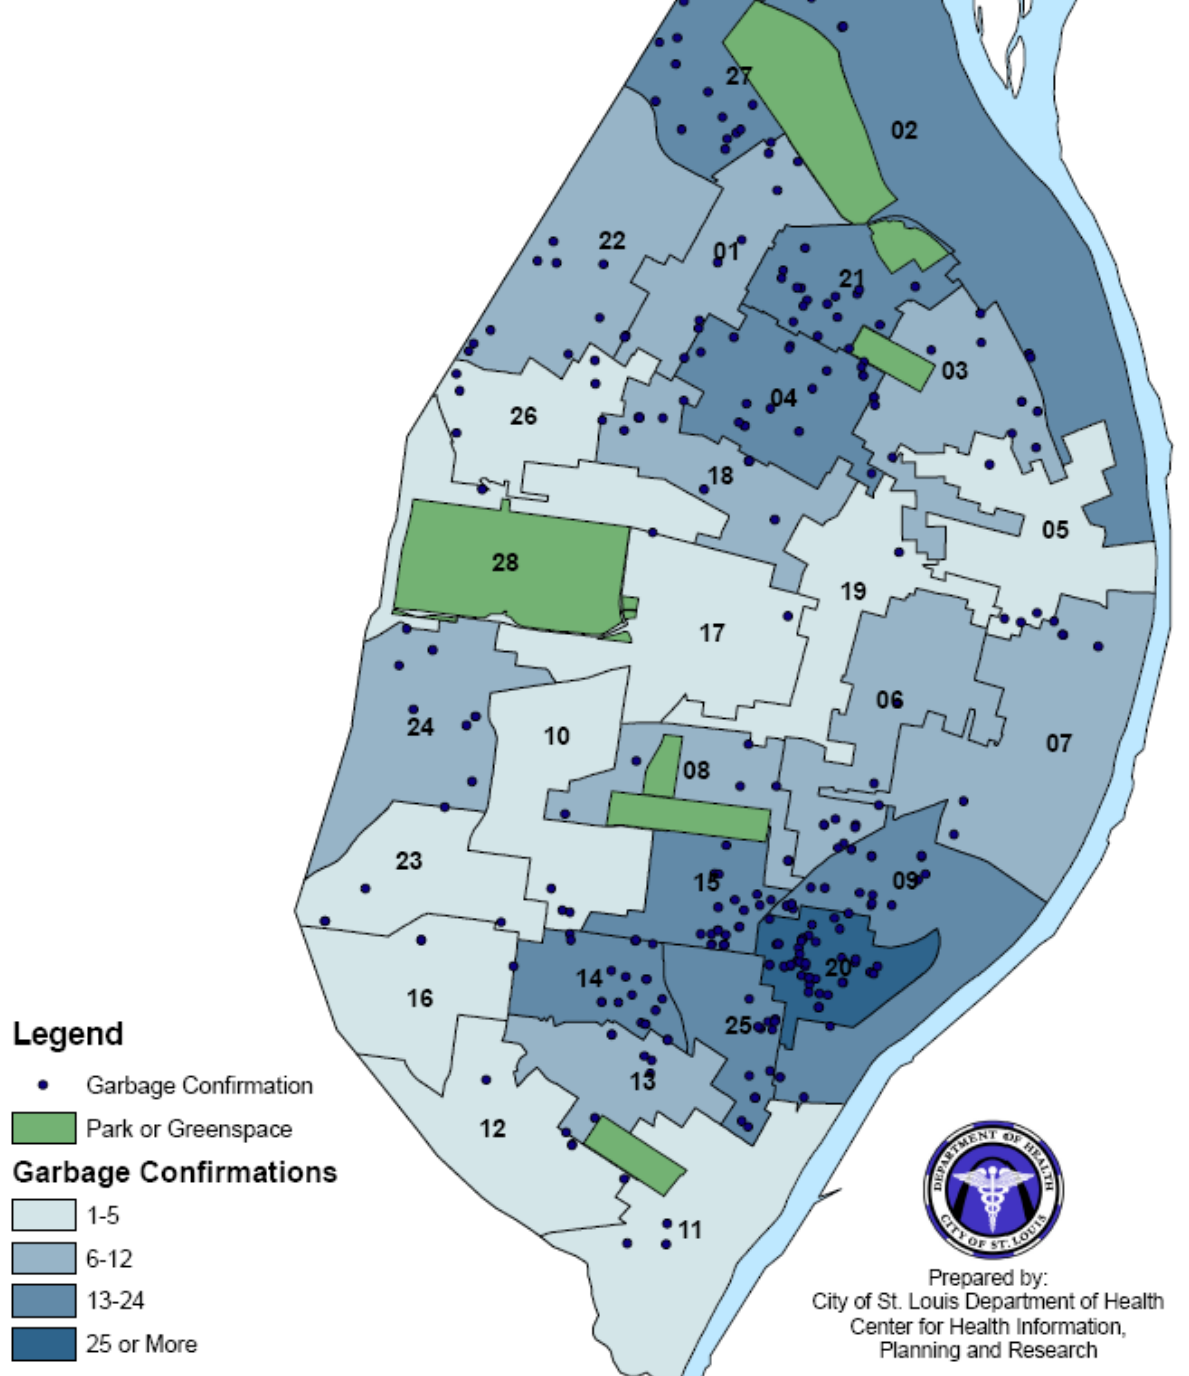 27
02
22
01
21
03
04
26
18
05
28
19
17
06
24
10
07
08
23
15
09
20
14
16
25
13
12
11
Legend
Garbage Confirmation
Park or Greenspace
Garbage Confirmations
1-5
6-12
13-24
25 or More
DEPARTMENT OF HEALTH
CITY OF ST. LOUIS
Prepared by:
City of St. Louis Department of Health
Center for Health Information,
Planning and Research